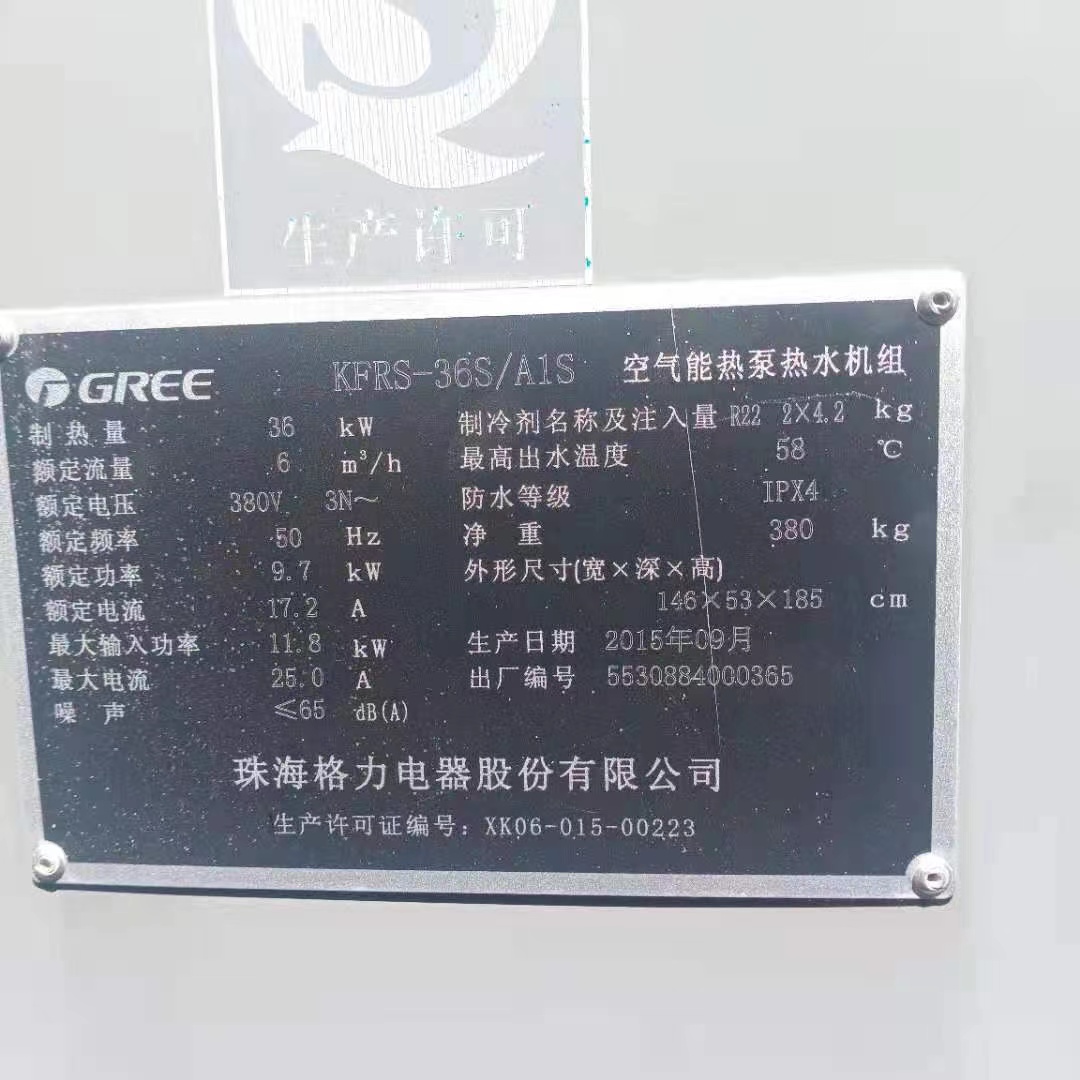 生产许可
GREE KFRS-36S/A1S 空气能热泵热水机组
制热量 36 kW 制冷剂名称及注入量 R22 2×4.2 kg
额定流量 6 m³/h 最高出水温度 58 ℃
额定电压 380V 3N~ 防水等级 IPX4
额定频率 50 Hz 净重 380 kg
额定功率 9.7 kW 外形尺寸(宽×深×高)
额定电流 17.2 A 146×53×185 cm
最大输入功率 11.8 kW 生产日期 2015年09月
最大电流 25.0 A 出厂编号 5530884000365
噪声 ≤65 dB(A)
珠海格力电器股份有限公司
生产许可证编号：XK06-015-00223